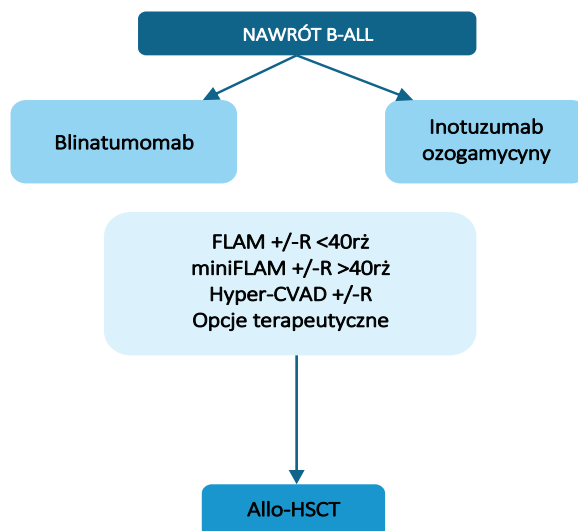 NAWRÓT B-ALL
Blinatumomab
Inotuzumab
ozogamycyny
FLAM +/-R <40rż
miniFLAM +/-R >40rż
Hyper-CVAD +/-R
Opcje terapeutyczne
Allo-HSCT